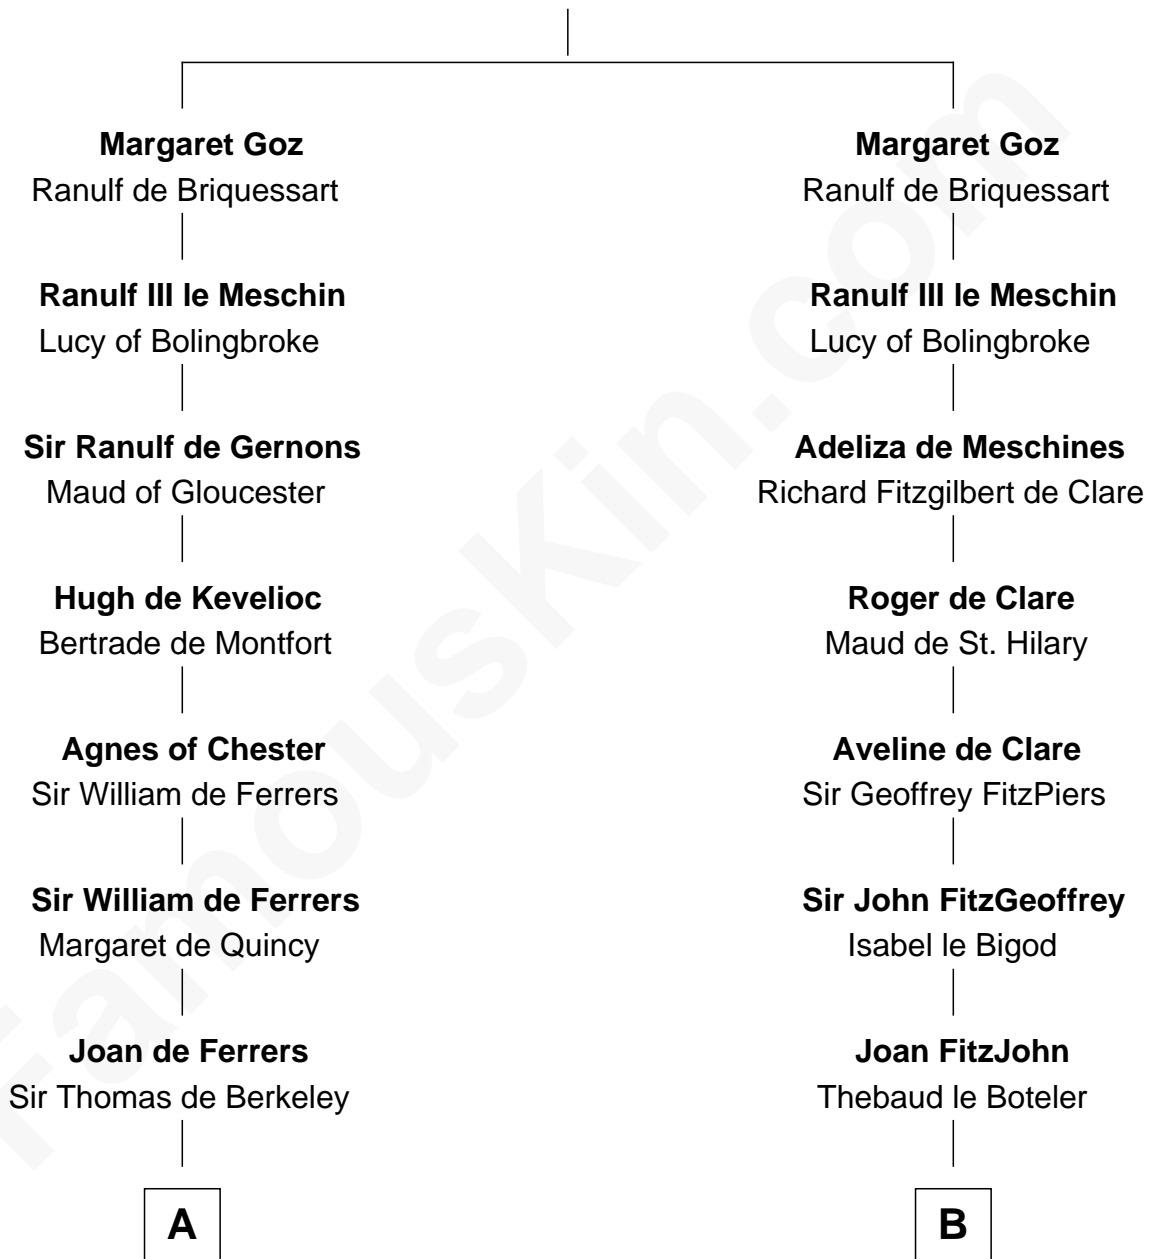 Margaret Goz
Ranulf de Briquessart
Ranulf III le Meschin
Lucy of Bolingbroke
Sir Ranulf de Gernons
Maud of Gloucester
Hugh de Kevelioc
Bertrade de Montfort
Agnes of Chester
Sir William de Ferrers
Sir William de Ferrers
Margaret de Quincy
Joan de Ferrers
Sir Thomas de Berkeley
A
Margaret Goz
Ranulf de Briquessart
Ranulf III le Meschin
Lucy of Bolingbroke
Adeliza de Meschines
Richard Fitzgilbert de Clare
Roger de Clare
Maud de St. Hilary
Aveline de Clare
Sir Geoffrey FitzPiers
Sir John FitzGeoffrey
Isabel le Bigod
Joan FitzJohn
Thebaud le Boteler
B
FamousKin.com